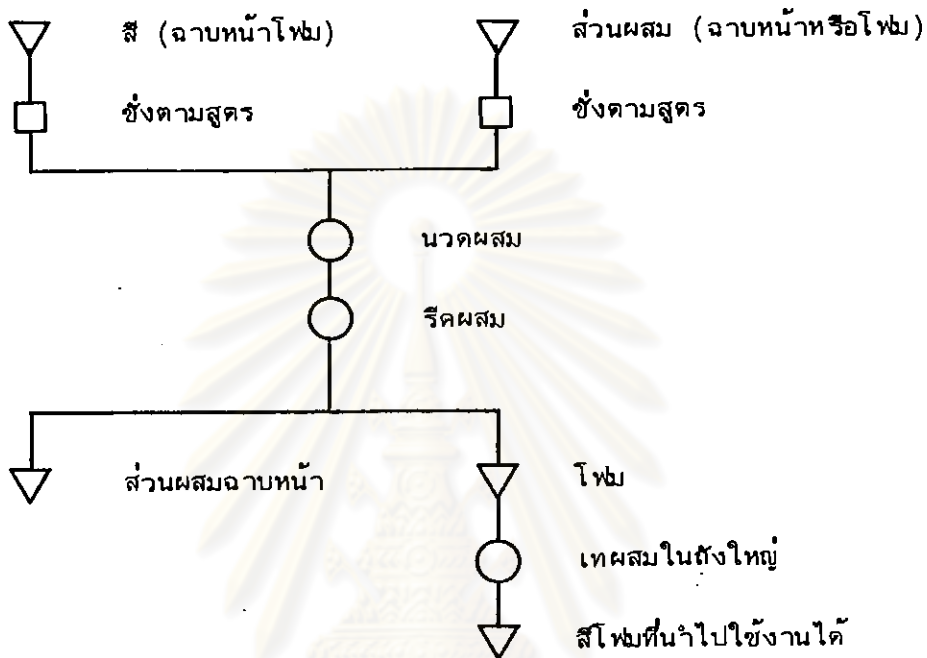 สี (ฉาบหน้าโฟม)
ส่วนผสม (ฉาบหน้าหรือโฟม)
ชั่งตามสูตร
ชั่งตามสูตร
นวดผสม
รีดผสม
ส่วนผสมฉาบหน้า
โฟม
เทผสมในถังใหญ่
สีโฟมที่นำไปใช้งานได้